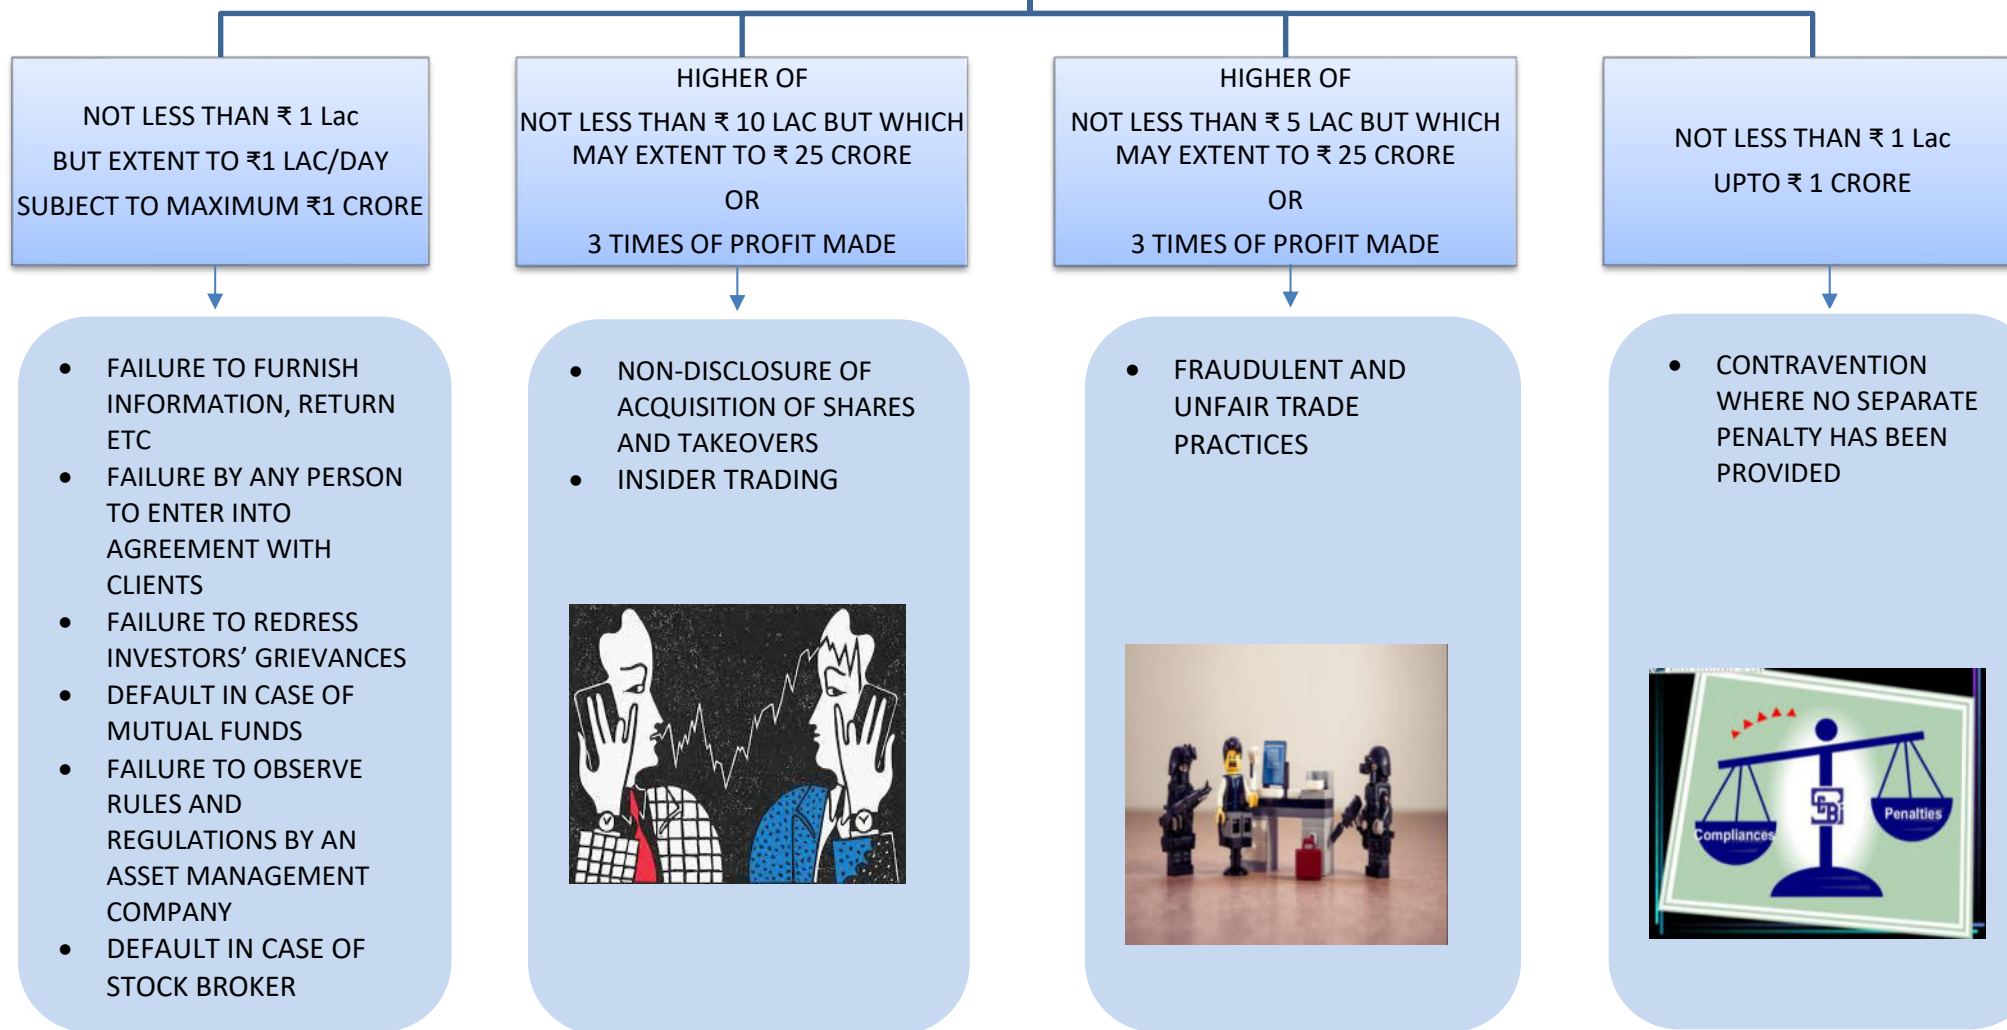 NOT LESS THAN ₹ 1 Lac
BUT EXTENT TO ₹1 LAC/DAY
SUBJECT TO MAXIMUM ₹1 CRORE
HIGHER OF
NOT LESS THAN ₹ 10 LAC BUT WHICH
MAY EXTENT TO ₹ 25 CRORE
OR
3 TIMES OF PROFIT MADE
HIGHER OF
NOT LESS THAN ₹ 5 LAC BUT WHICH
MAY EXTENT TO ₹ 25 CRORE
OR
3 TIMES OF PROFIT MADE
NOT LESS THAN ₹ 1 Lac
UPTO ₹ 1 CRORE
• FAILURE TO FURNISH
INFORMATION, RETURN
ETC
• FAILURE BY ANY PERSON
TO ENTER INTO
AGREEMENT WITH
CLIENTS
• FAILURE TO REDRESS
INVESTORS’ GRIEVANCES
• DEFAULT IN CASE OF
MUTUAL FUNDS
• FAILURE TO OBSERVE
RULES AND
REGULATIONS BY AN
ASSET MANAGEMENT
COMPANY
• DEFAULT IN CASE OF
STOCK BROKER
• NON-DISCLOSURE OF
ACQUISITION OF SHARES
AND TAKEOVERS
• INSIDER TRADING
• FRAUDULENT AND
UNFAIR TRADE
PRACTICES
• CONTRAVENTION
WHERE NO SEPARATE
PENALTY HAS BEEN
PROVIDED
Compliances
SEBI
Penalties